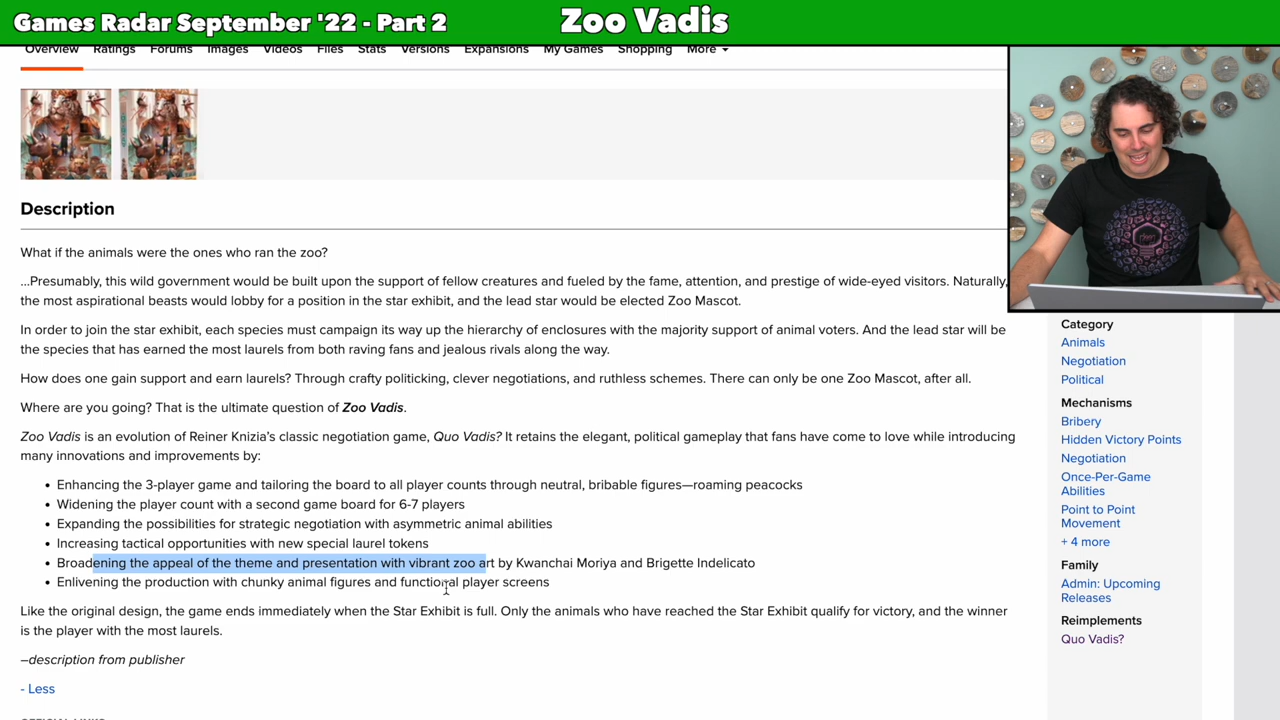 Games Radar September '22 - Part 2
Zoo Vadis
Overview Ratings Forums Images Videos Files Stats Versions Expansions My Games Shopping More
Description
What if the animals were the ones who ran the zoo?
...Presumably, this wild government would be built upon the support of fellow creatures and fueled by the fame, attention, and prestige of wide-eyed visitors. Naturally,
the most aspirational beasts would lobby for a position in the star exhibit, and the lead star would be elected Zoo Mascot.
In order to join the star exhibit, each species must campaign its way up the hierarchy of enclosures with the majority support of animal voters. And the lead star will be
the species that has earned the most laurels from both raving fans and jealous rivals along the way.
How does one gain support and earn laurels? Through crafty politicking, clever negotiations, and ruthless schemes. There can only be one Zoo Mascot, after all.
Where are you going? That is the ultimate question of Zoo Vadis.
Zoo Vadis is an evolution of Reiner Knizia's classic negotiation game, Quo Vadis? It retains the elegant, political gameplay that fans have come to love while introducing
many innovations and improvements by:
• Enhancing the 3-player game and tailoring the board to all player counts through neutral, bribable figures—roaming peacocks
• Widening the player count with a second game board for 6-7 players
• Expanding the possibilities for strategic negotiation with asymmetric animal abilities
• Increasing tactical opportunities with new special laurel tokens
• Broadening the appeal of the theme and presentation with vibrant zoo art by Kwanchai Moriya and Brigette Indelicato
• Enlivening the production with chunky animal figures and functional player screens
Like the original design, the game ends immediately when the Star Exhibit is full. Only the animals who have reached the Star Exhibit qualify for victory, and the winner
is the player with the most laurels.
—description from publisher
- Less
Category
Animals
Negotiation
Political
Mechanisms
Bribery
Hidden Victory Points
Negotiation
Once-Per-Game
Abilities
Point to Point
Movement
+ 4 more
Family
Admin: Upcoming
Releases
Reimplements
Quo Vadis?